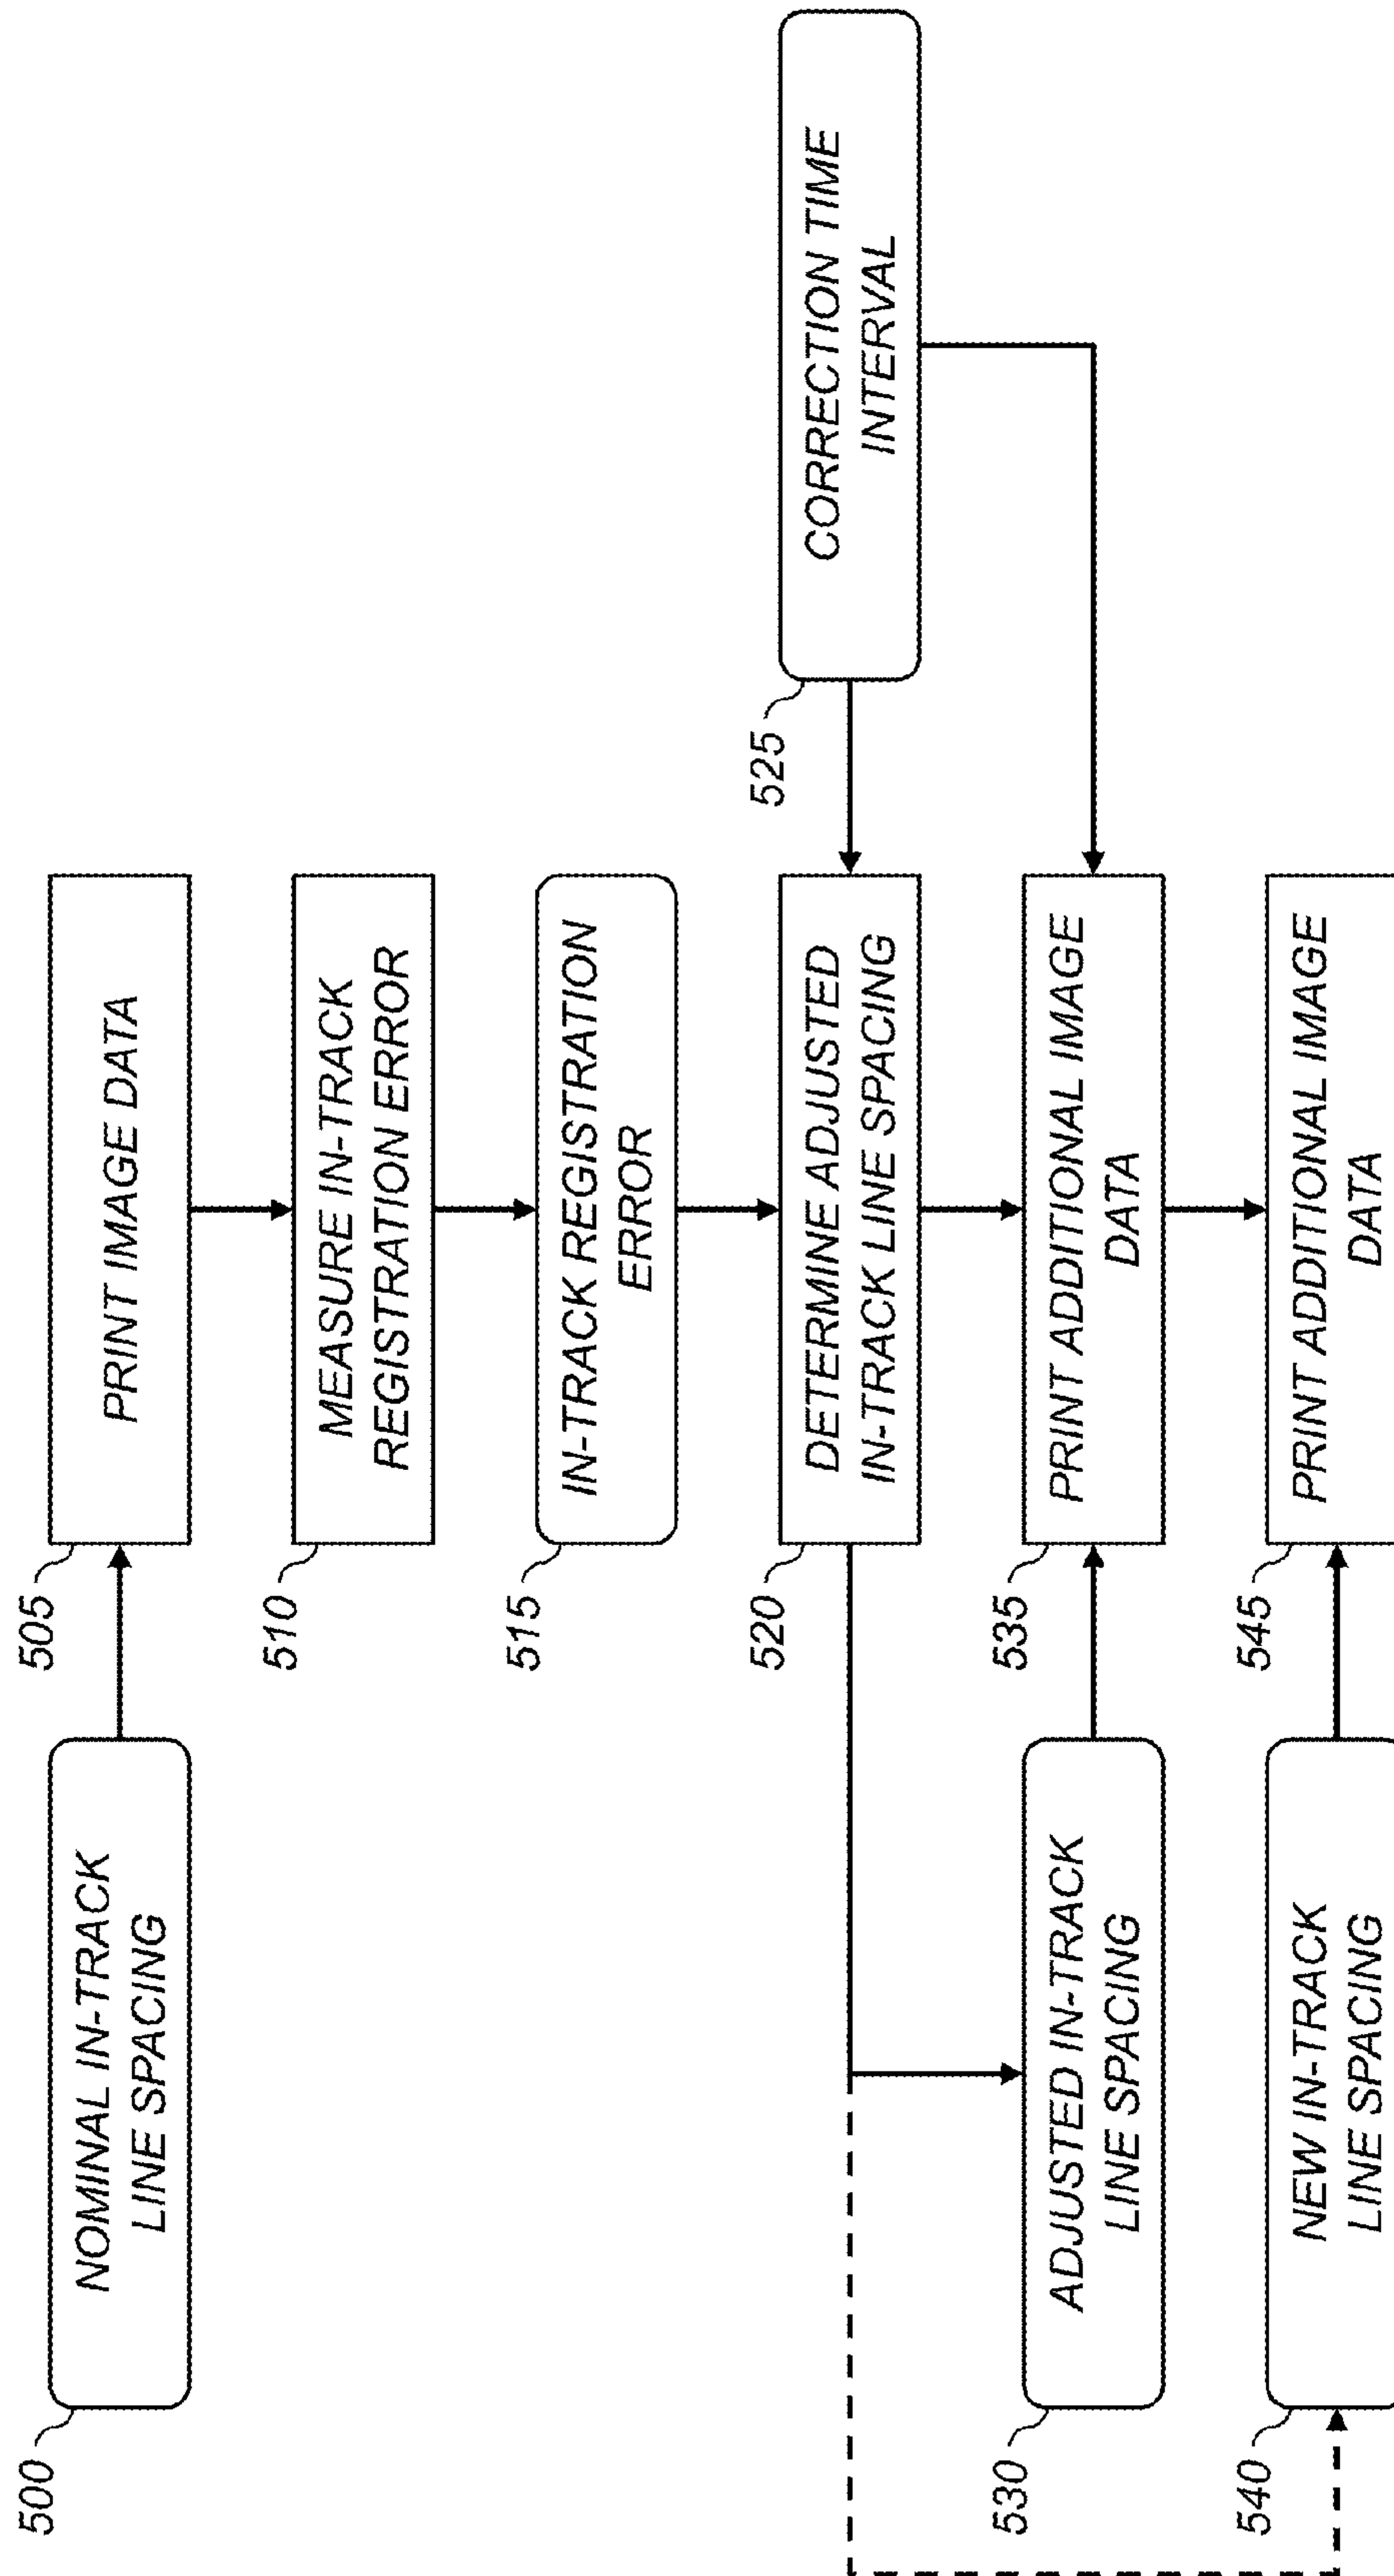 500
NOMINAL IN-TRACK
LINE SPACING
505
PRINT IMAGE DATA
510
MEASURE IN-TRACK
REGISTRATION ERROR
515
IN-TRACK REGISTRATION
ERROR
520
DETERMINE ADJUSTED
IN-TRACK LINE SPACING
525
CORRECTION TIME
INTERVAL
530
ADJUSTED IN-TRACK
LINE SPACING
535
PRINT ADDITIONAL IMAGE
DATA
540
NEW IN-TRACK
LINE SPACING
545
PRINT ADDITIONAL IMAGE
DATA